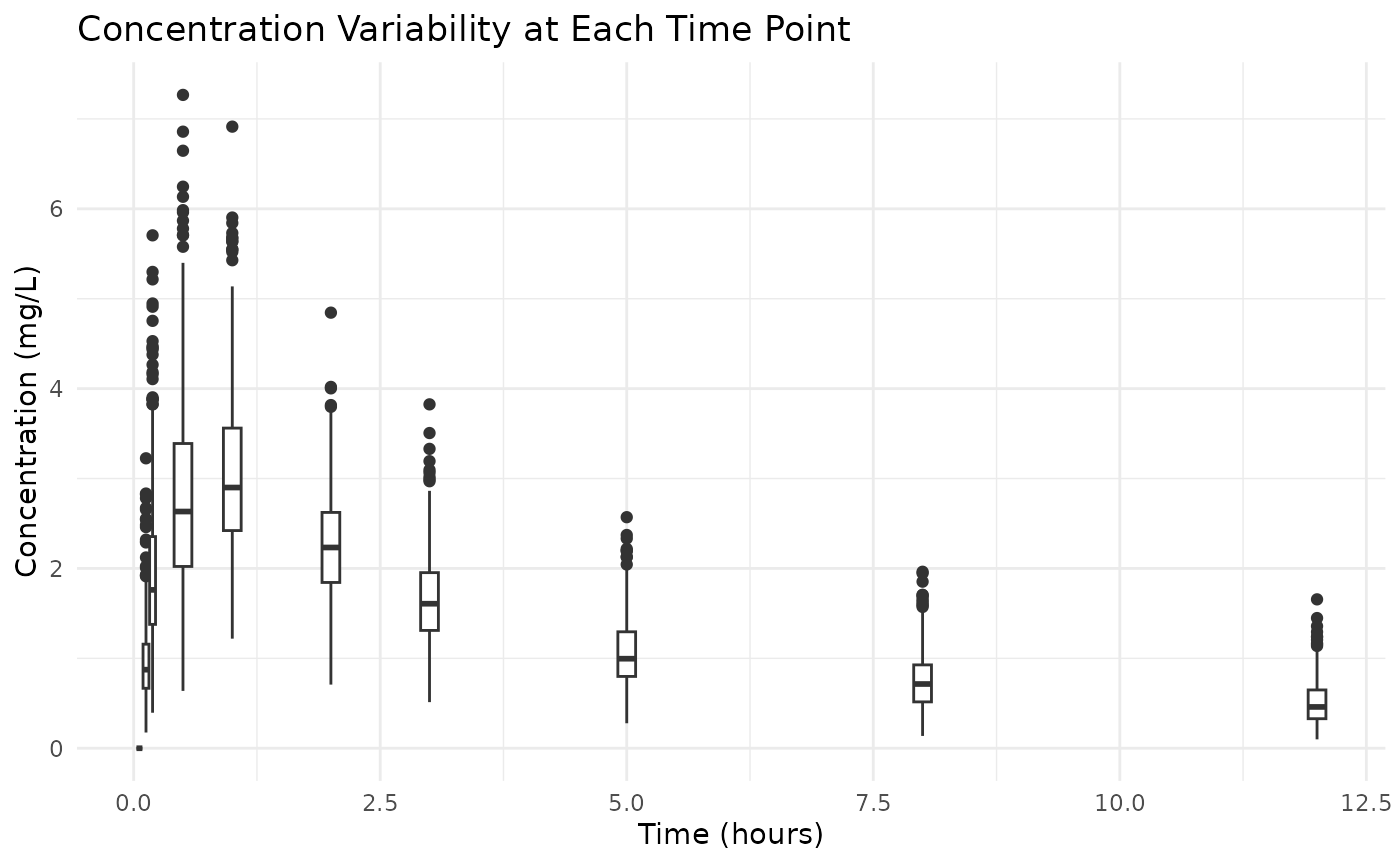 Concentration Variability at Each Time Point
Concentration (mg/L)
6
4
2
0
0.0 2.5 5.0 7.5 10.0 12.5
Time (hours)